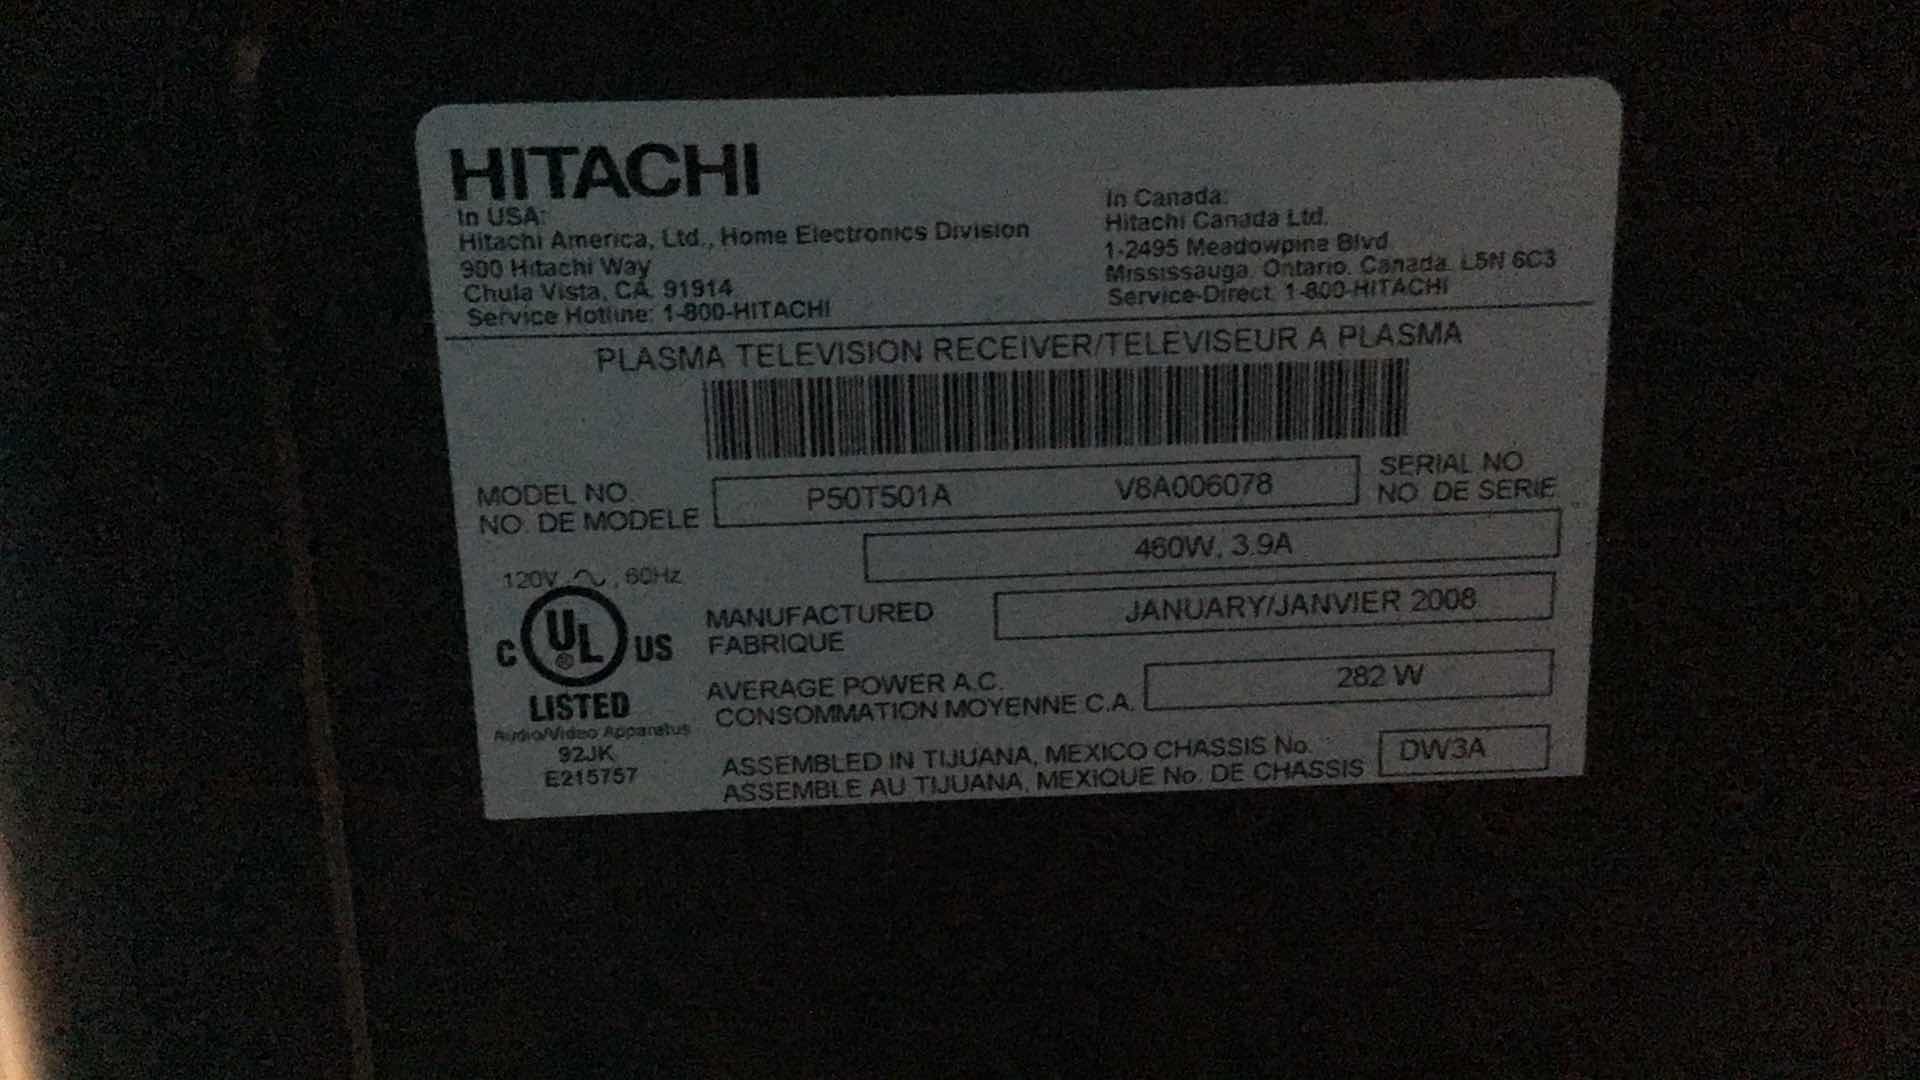 HITACHI
In USA:
Hitachi America, Ltd., Home Electronics Division
900 Hitachi Way
Chula Vista, CA. 91914
Service Hotline: 1-800-HITACHI
In Canada:
Hitachi Canada Ltd.
1-2495 Meadowpine Blvd.
Mississauga, Ontario, Canada. L5N 6C3
Service-Direct: 1-800-HITACHI
PLASMA TELEVISION RECEIVER/TELEVISEUR A PLASMA
MODEL NO.
NO. DE MODELE
P50T501A V8A006078
SERIAL NO.
NO. DE SERIE
460W, 3.9A
120V ~, 60Hz
C UL ® US
LISTED
Audio/Video Apparatus
92JK
E215757
MANUFACTURED
FABRIQUE
JANUARY/JANVIER 2008
AVERAGE POWER A.C.
CONSOMMATION MOYENNE C.A.
282 W
ASSEMBLED IN TIJUANA, MEXICO CHASSIS No.
ASSEMBLE AU TIJUANA, MEXIQUE No. DE CHASSIS
DW3A